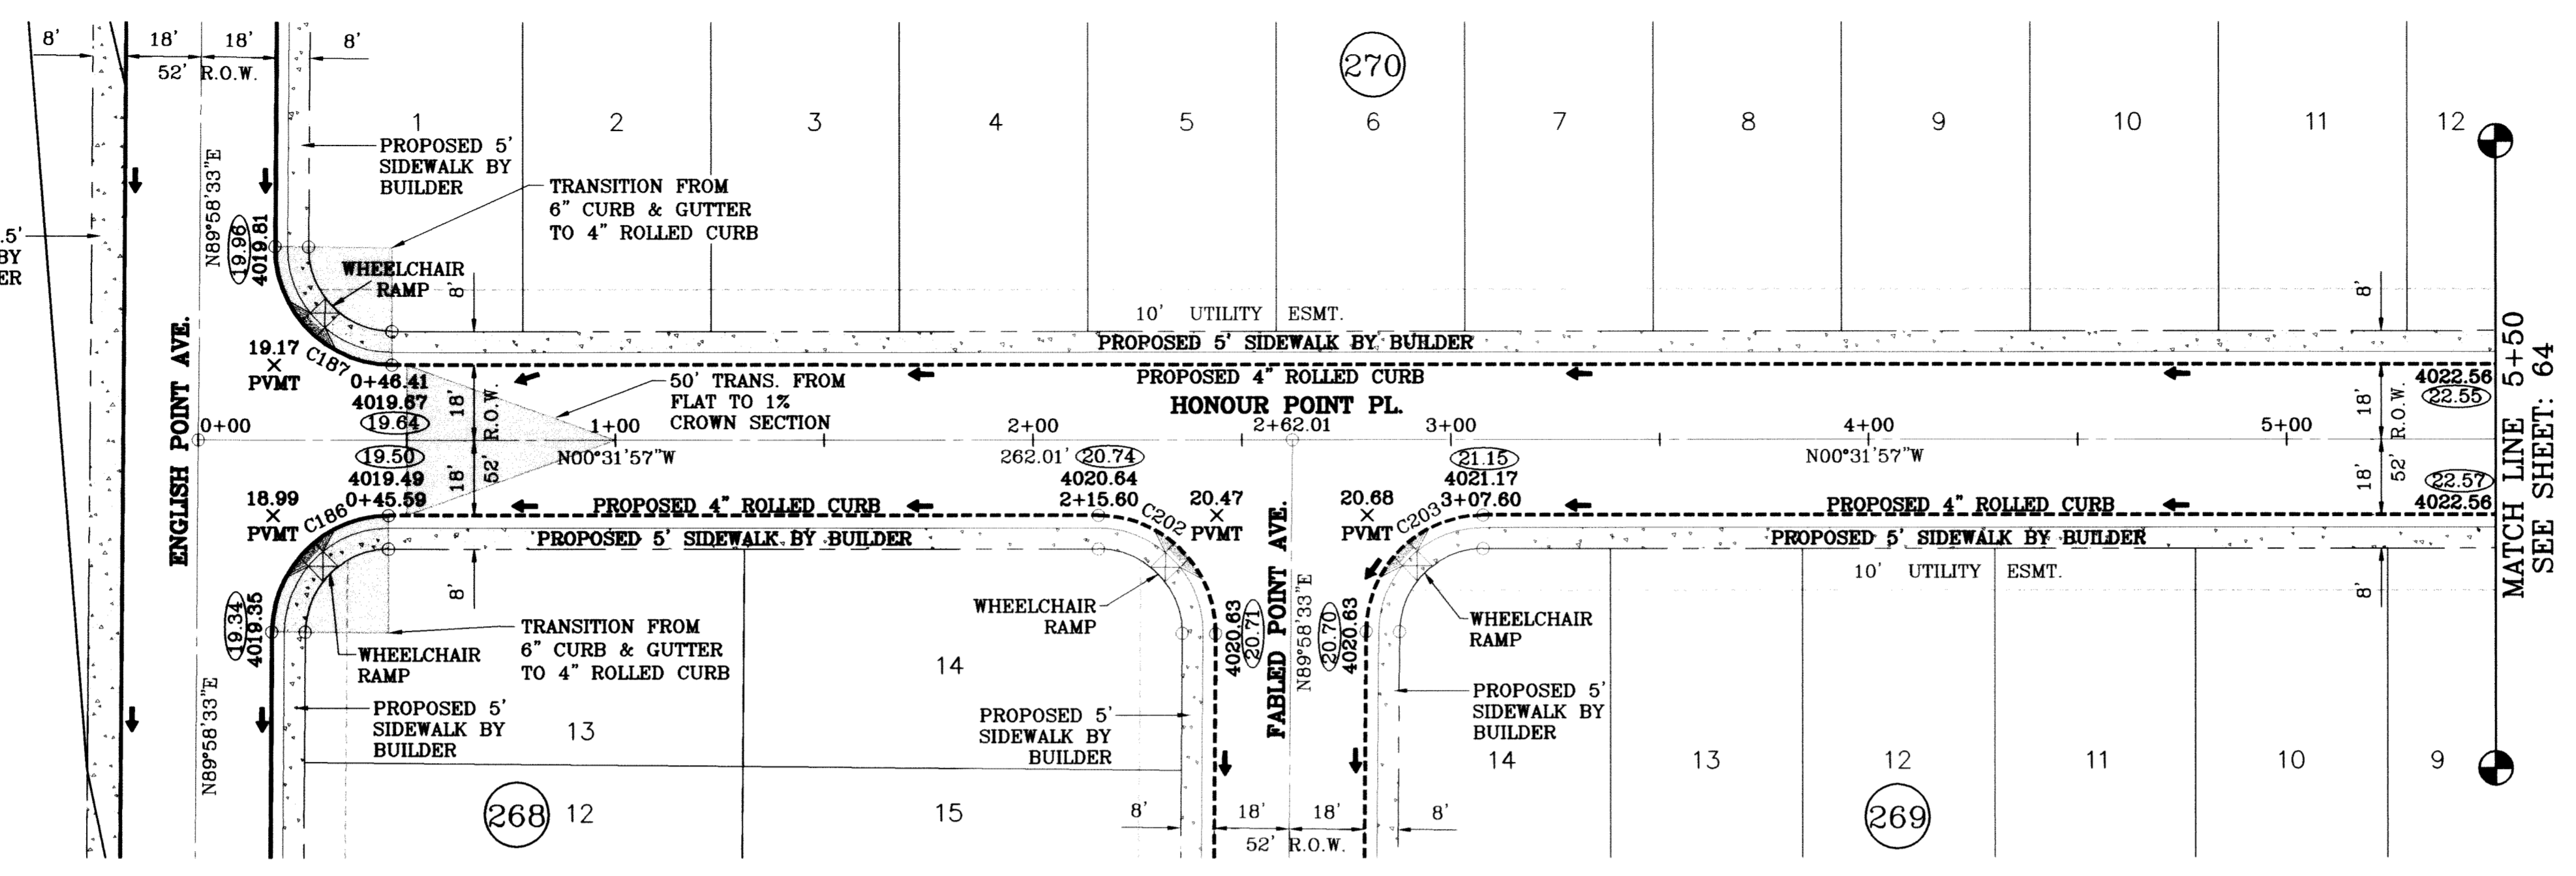 8'
18'
18'
8'
52' R.O.W.
270
1
2
3
4
5
6
7
8
9
10
11
12
PROPOSED 5'
SIDEWALK BY
BUILDER
TRANSITION FROM
6" CURB & GUTTER
TO 4" ROLLED CURB
N89°58'33"E
19.96
4019.81
.5'
BY
ER
WHEELCHAIR
RAMP
8'
8'
10' UTILITY ESMT.
PROPOSED 5' SIDEWALK BY BUILDER
PROPOSED 4" ROLLED CURB
HONOUR POINT PL.
19.17
PVMT
C187
0+46.41
4019.67
19.64
18'
52' R.O.W.
18'
50' TRANS. FROM
FLAT TO 1%
CROWN SECTION
4022.56
22.55
18'
52' R.O.W.
18'
ENGLISH POINT AVE.
0+00
1+00
2+00
2+62.01
3+00
4+00
5+00
MATCH LINE 5+50
SEE SHEET: 64
19.50
4019.49
0+45.59
N00°31'57"W
262.01'
20.74
4020.64
2+15.60
21.15
4021.17
3+07.60
N00°31'57"W
22.57
4022.56
18.99
PVMT
C186
PROPOSED 4" ROLLED CURB
C202
20.47
PVMT
20.68
PVMT
C203
PROPOSED 4" ROLLED CURB
PROPOSED 5' SIDEWALK BY BUILDER
PROPOSED 5' SIDEWALK BY BUILDER
10' UTILITY ESMT.
8'
8'
19.34
4019.35
WHEELCHAIR
RAMP
TRANSITION FROM
6" CURB & GUTTER
TO 4" ROLLED CURB
WHEELCHAIR
RAMP
4020.63
20.71
FABLED POINT AVE.
N89°58'33"E
20.70
4020.63
WHEELCHAIR
RAMP
N89°58'33"E
PROPOSED 5'
SIDEWALK BY
BUILDER
13
14
PROPOSED 5'
SIDEWALK BY
BUILDER
PROPOSED 5'
SIDEWALK BY
BUILDER
14
13
12
11
10
9
268
12
15
8'
18'
18'
8'
52' R.O.W.
269